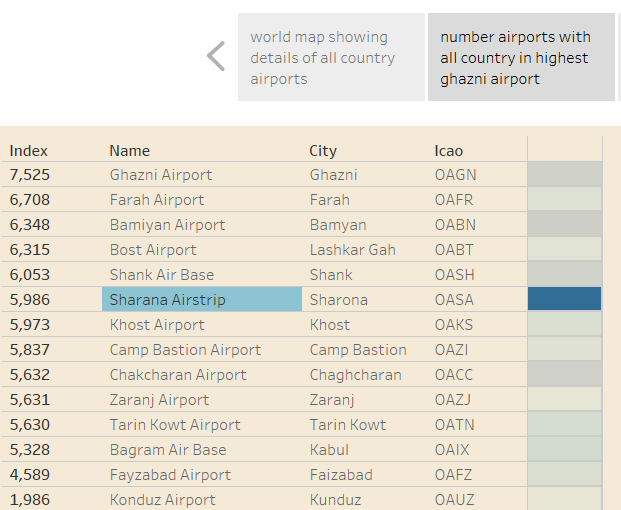 world map showing
details of all country
airports
number airports with
all country in highest
ghazni airport
Index Name City Icao
7,525 Ghazni Airport Ghazni OAGN
6,708 Farah Airport Farah OAFR
6,348 Bamiyan Airport Bamyan OABN
6,315 Bost Airport Lashkar Gah OABT
6,053 Shank Air Base Shank OASH
5,986 Sharana Airstrip Sharona OASA
5,973 Khost Airport Khost OAKS
5,837 Camp Bastion Airport Camp Bastion OAZI
5,632 Chakcharan Airport Chaghcharan OACC
5,631 Zaranj Airport Zaranj OAZJ
5,630 Tarin Kowt Airport Tarin Kowt OATN
5,328 Bagram Air Base Kabul OAIX
4,589 Fayzabad Airport Faizabad OAFZ
1,986 Konduz Airport Kunduz OAUZ